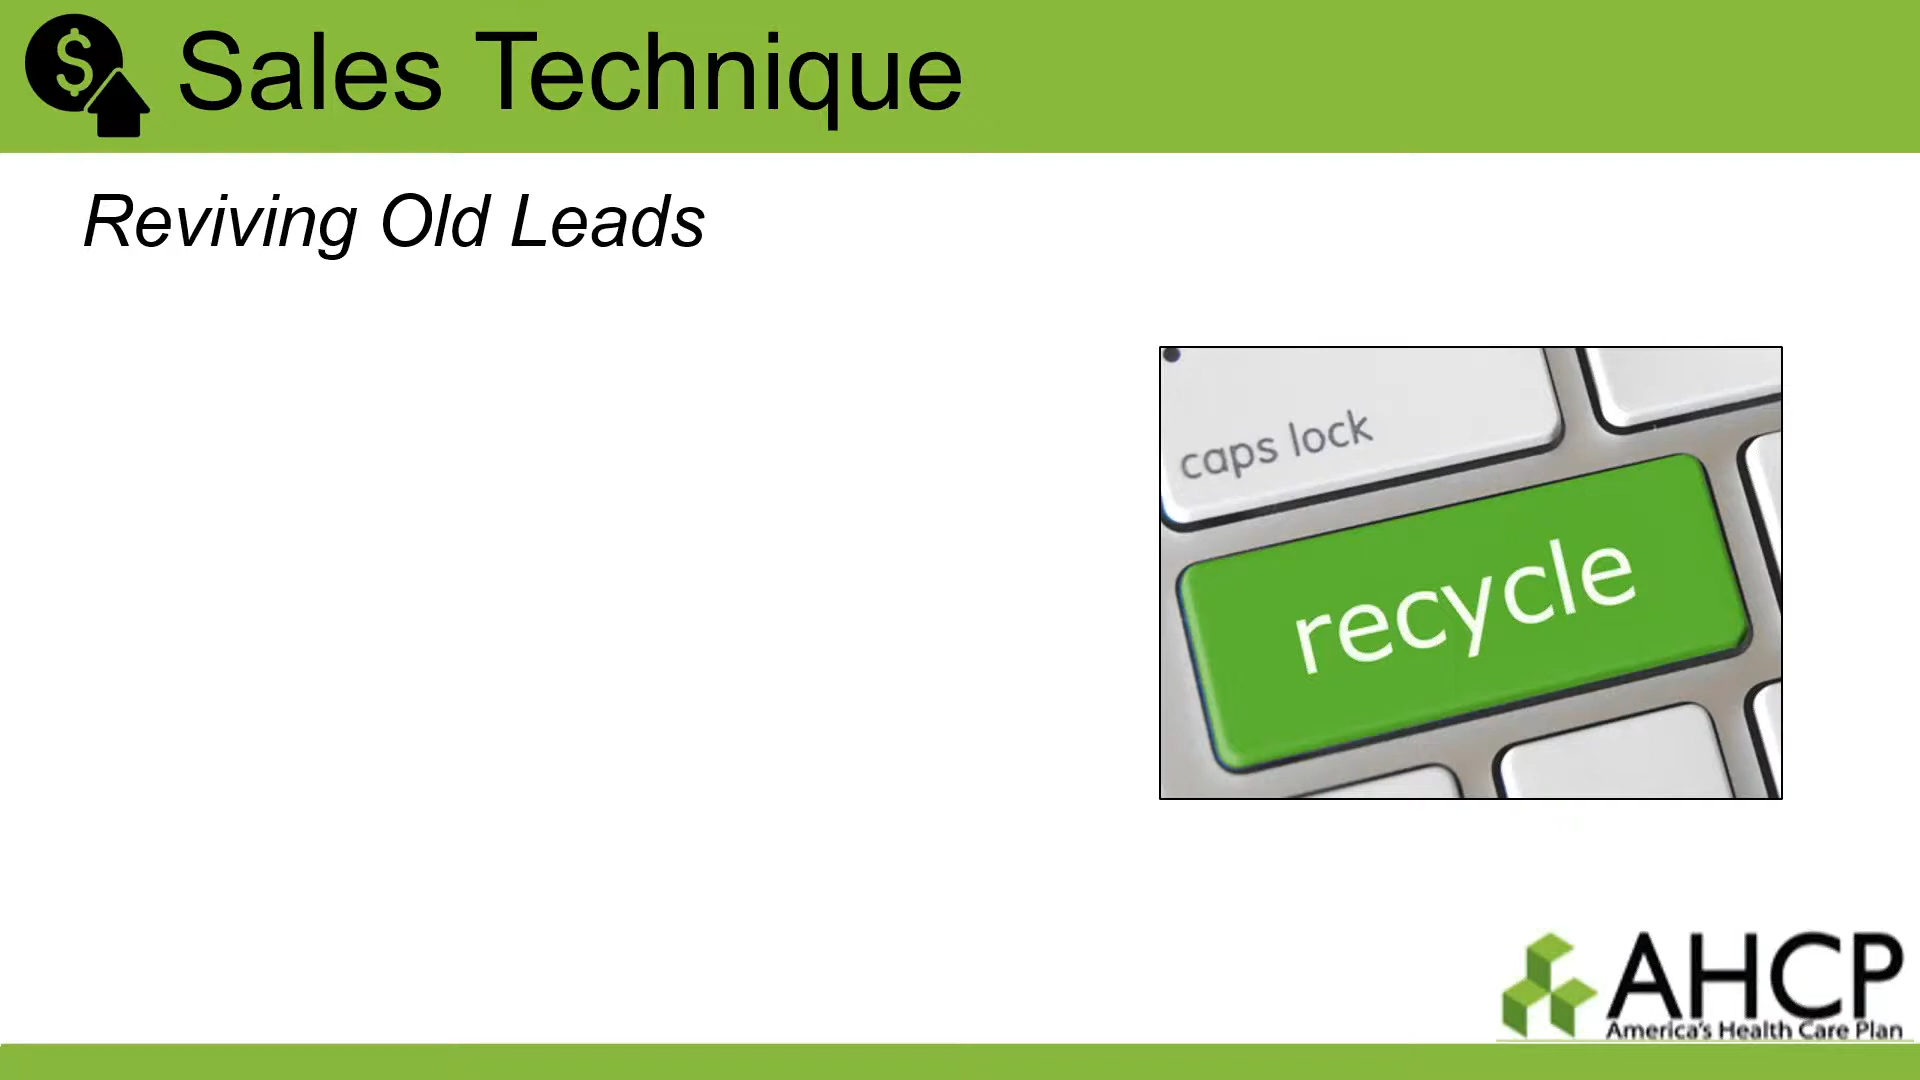 $ Sales Technique
Reviving Old Leads
caps lock
recycle
AHCP
America's Health Care Plan